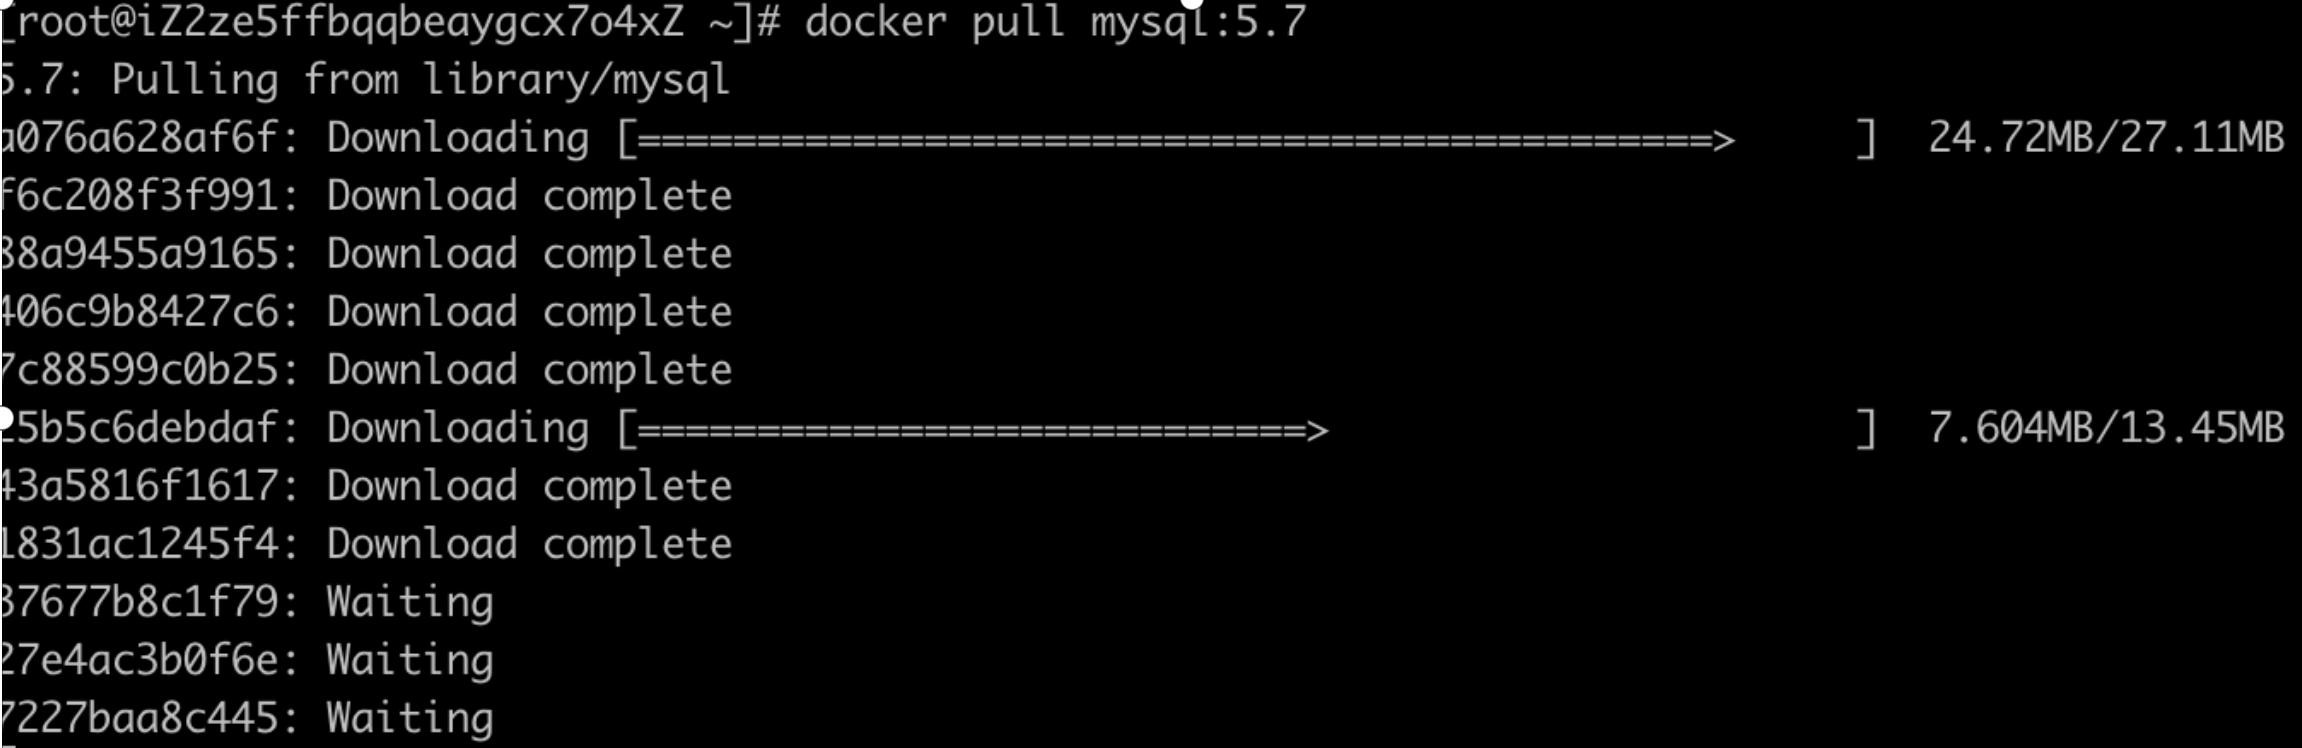 [root@iZ2ze5ffbqqbeaygcx7o4xZ ~]# docker pull mysql:5.7
5.7: Pulling from library/mysql
a076a628af6f: Downloading [=============================================>     ]  24.72MB/27.11MB
f6c208f3f991: Download complete
88a9455a9165: Download complete
406c9b8427c6: Download complete
7c88599c0b25: Download complete
25b5c6debdaf: Downloading [============================>                      ]  7.604MB/13.45MB
43a5816f1617: Download complete
1831ac1245f4: Download complete
37677b8c1f79: Waiting
27e4ac3b0f6e: Waiting
7227baa8c445: Waiting